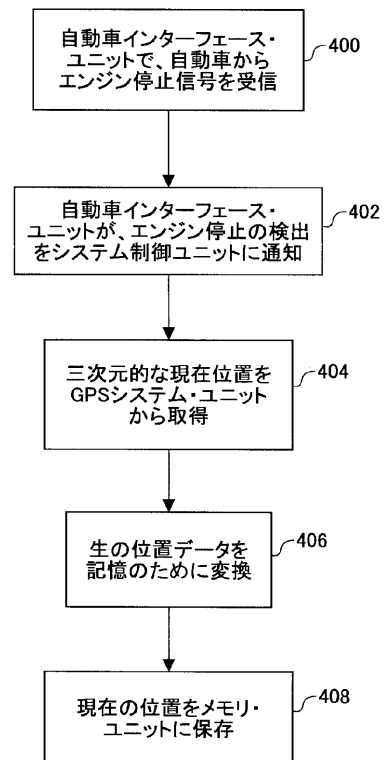 自動車インターフェース・
ユニットで、自動車から
エンジン停止信号を受信
400
自動車インターフェース・
ユニットが、エンジン停止の検出
をシステム制御ユニットに通知
402
三次元的な現在位置を
GPSシステム・ユニット
から取得
404
生の位置データを
記憶のために変換
406
現在の位置をメモリ・
ユニットに保存
408